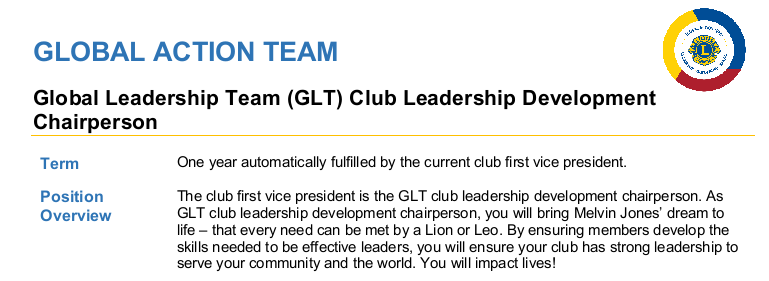 GLOBAL ACTION TEAM
Global Leadership Team (GLT) Club Leadership Development
Chairperson
Term
One year automatically fulfilled by the current club first vice president.
Position
Overview
The club first vice president is the GLT club leadership development chairperson. As
GLT club leadership development chairperson, you will bring Melvin Jones’ dream to
life – that every need can be met by a Lion or Leo. By ensuring members develop the
skills needed to be effective leaders, you will ensure your club has strong leadership to
serve your community and the world. You will impact lives!